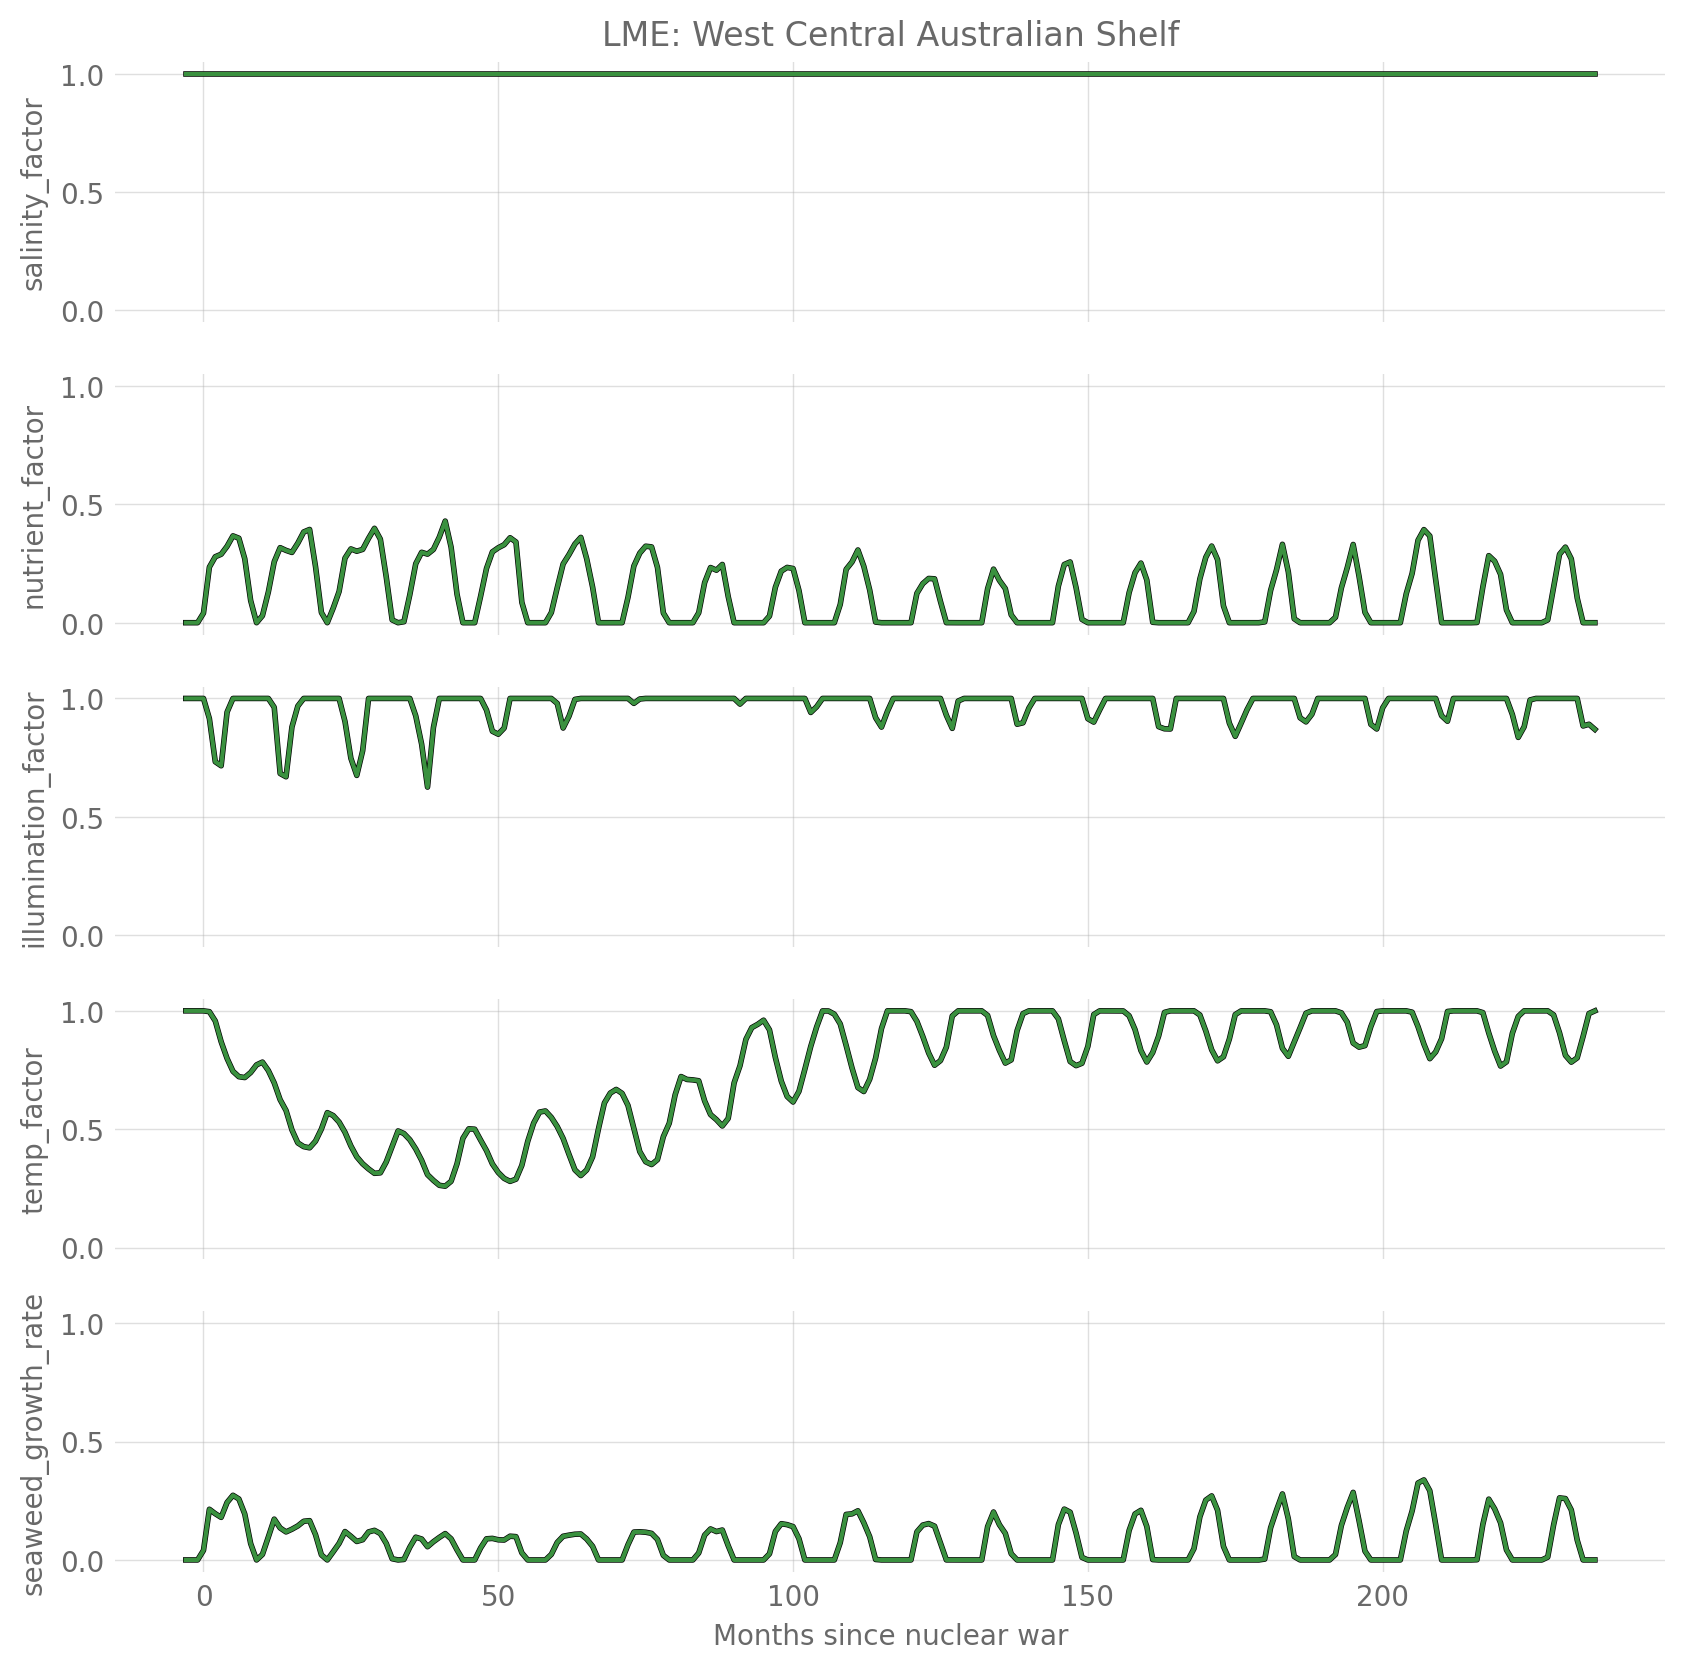 LME: West Central Australian Shelf
1.0
0.5
0.0
salinity_factor
1.0
0.5
0.0
nutrient_factor
1.0
0.5
0.0
illumination_factor
1.0
0.5
0.0
temp_factor
1.0
0.5
0.0
seaweed_growth_rate
0 50 100 150 200
Months since nuclear war